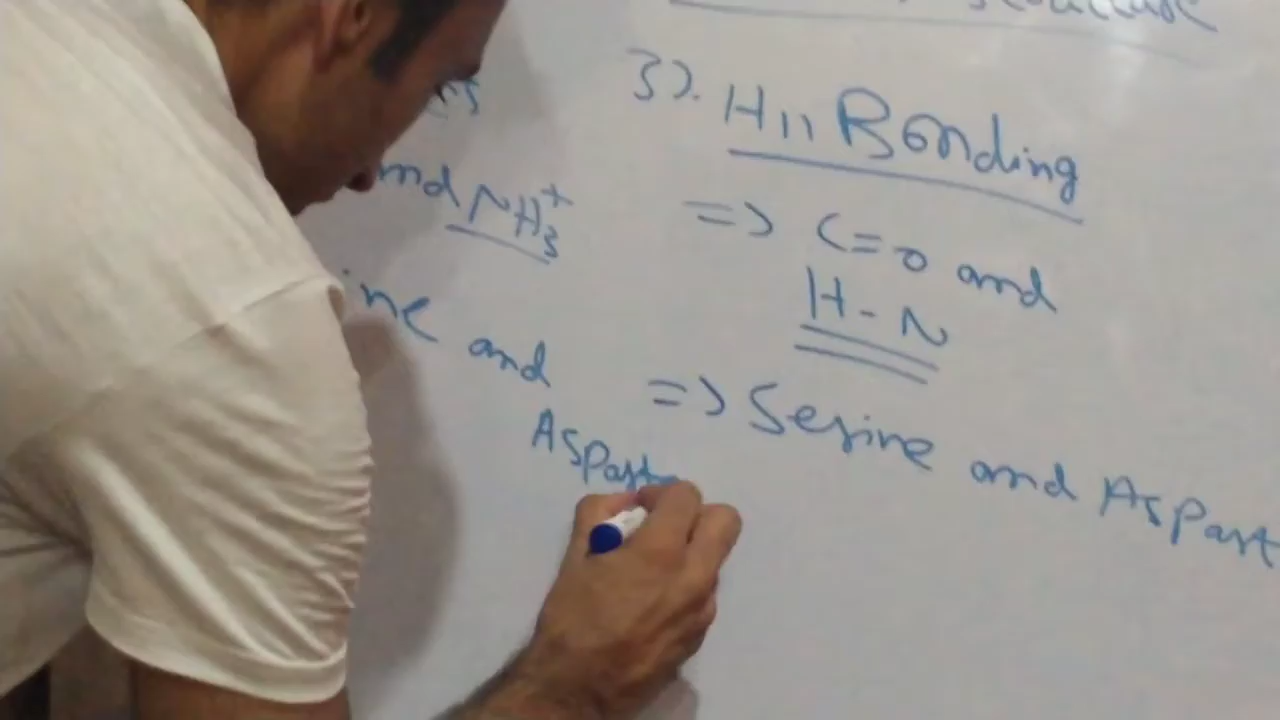 3). H11 Bonding
=> C=O and
H-N
=> Serine and Aspart
and NH3+
ine and
Aspart